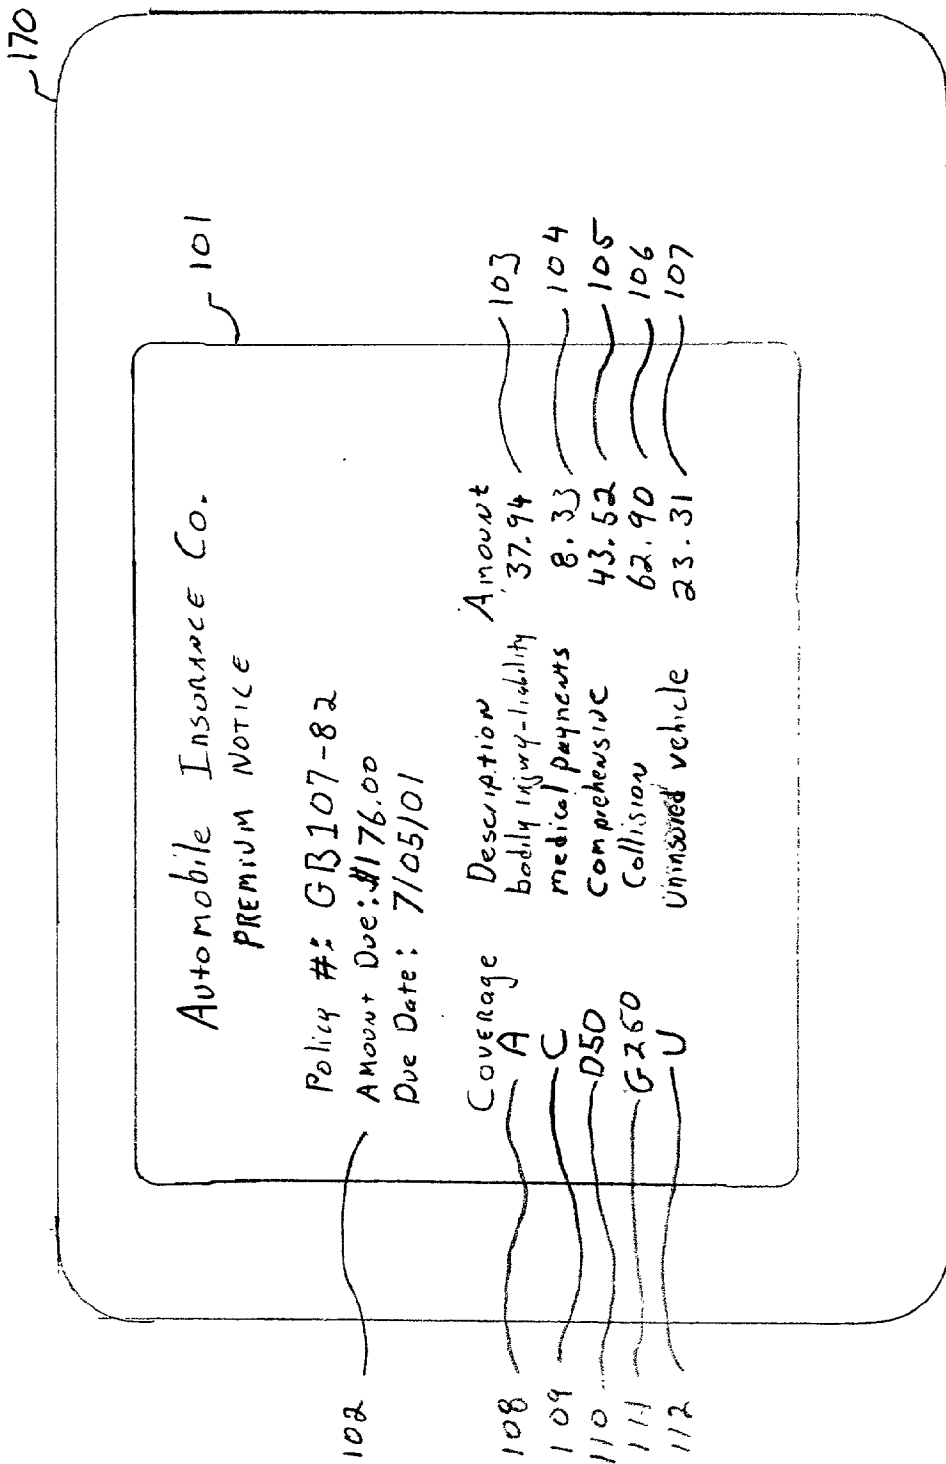 170
101
Automobile Insurance Co.
PREMIUM NOTICE
Policy #: GB107-82
102 Amount Due: $176.00
Due Date: 7/05/01
Coverage Description Amount
108 A bodily injury-liability 37.94 103
109 C medical payments 8.33 104
110 D50 Comprehensive 43.52 105
111 G250 Collision 62.90 106
112 U Uninsured vehicle 23.31 107